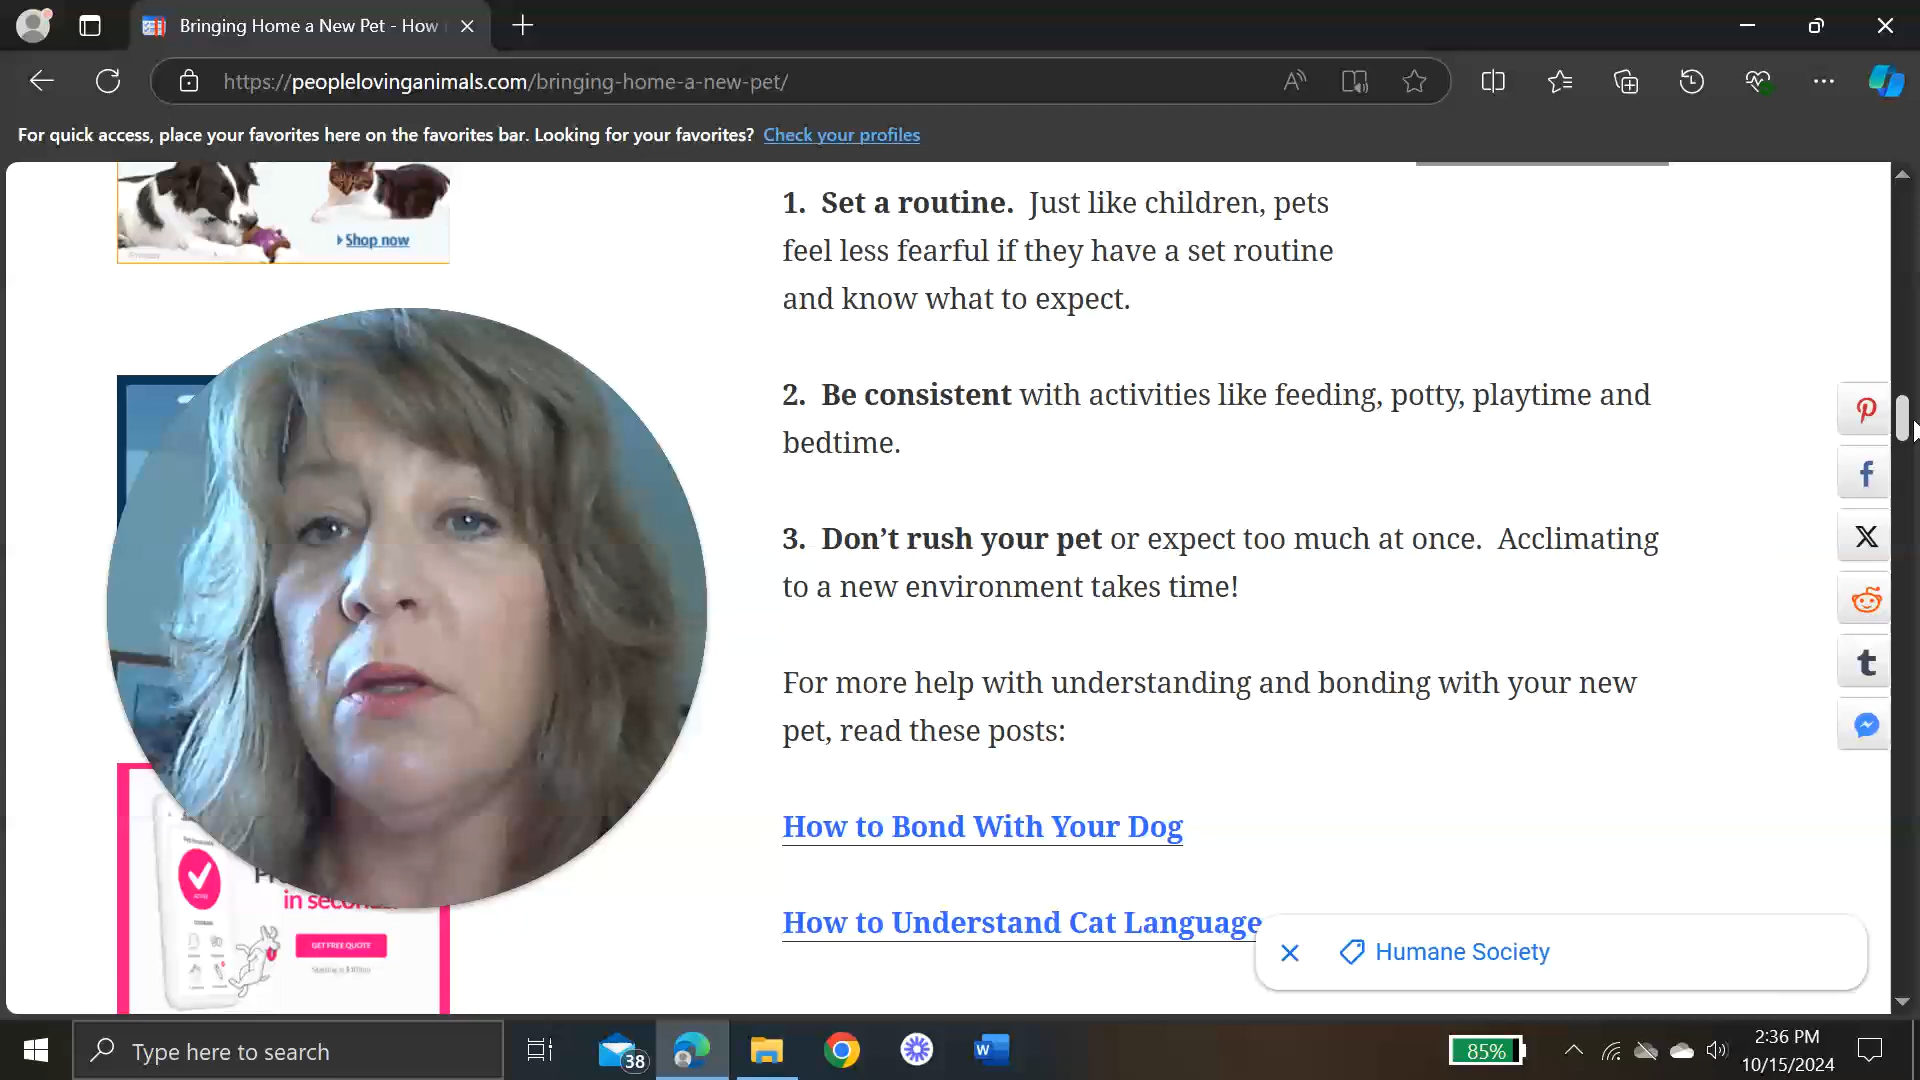 Bringing Home a New Pet - How
https://peoplelovinganimals.com/bringing-home-a-new-pet/
For quick access, place your favorites here on the favorites bar. Looking for your favorites? Check your profiles
Shop now
1. Set a routine. Just like children, pets
feel less fearful if they have a set routine
and know what to expect.
2. Be consistent with activities like feeding, potty, playtime and
bedtime.
3. Don’t rush your pet or expect too much at once. Acclimating
to a new environment takes time!
For more help with understanding and bonding with your new
pet, read these posts:
How to Bond With Your Dog
How to Understand Cat Language
Humane Society
in seconds
GET FREE QUOTE
Type here to search
38
85%
2:36 PM
10/15/2024